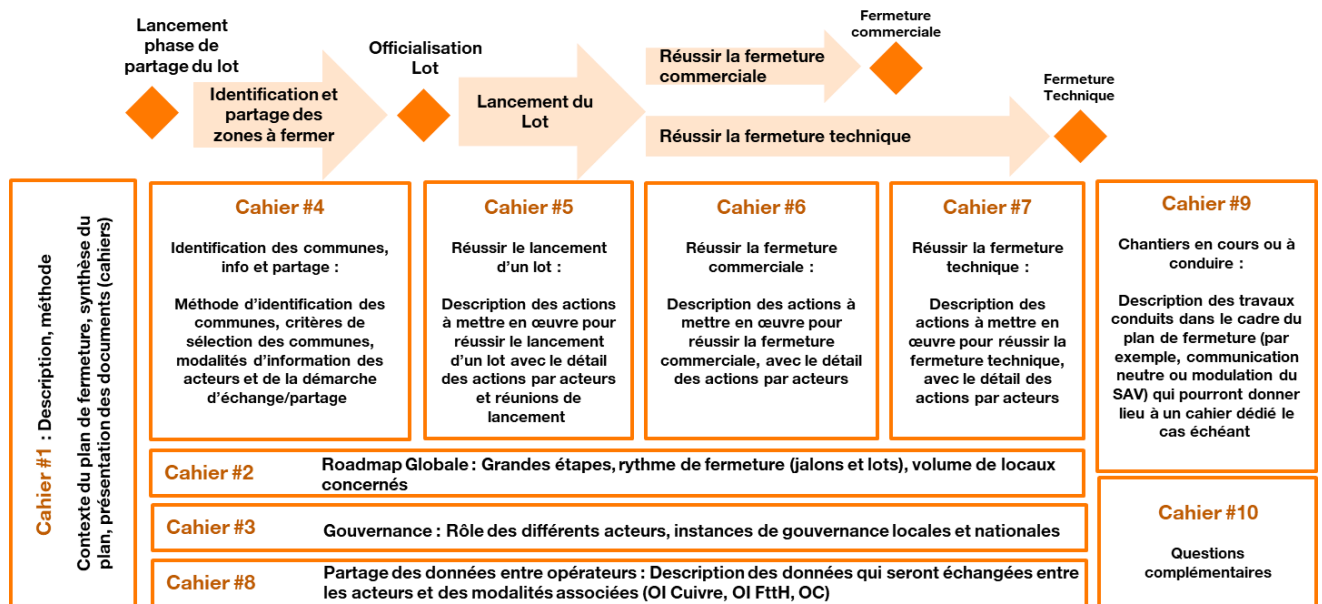 Lancement
phase de
partage du lot
Identification et
partage des
zones à fermer
Officialisation
Lot
Lancement du
Lot
Réussir la fermeture
commerciale
Fermeture
commerciale
Réussir la fermeture technique
Fermeture
Technique
Cahier #1 : Description, méthode
Contexte du plan de fermeture, synthèse du
plan, présentation des documents (cahiers)
Cahier #4
Identification des communes,
info et partage :
Méthode d’identification des
communes, critères de
sélection des communes,
modalités d’information des
acteurs et de la démarche
d’échange/partage
Cahier #5
Réussir le lancement
d’un lot :
Description des actions
à mettre en œuvre pour
réussir le lancement
d’un lot avec le détail
des actions par acteurs
et réunions de
lancement
Cahier #6
Réussir la fermeture
commerciale :
Description des actions à
mettre en œuvre pour
réussir la fermeture
commerciale, avec le détail
des actions par acteurs
Cahier #7
Réussir la fermeture
technique :
Description des
actions à mettre en
œuvre pour réussir la
fermeture technique,
avec le détail des
actions par acteurs
Cahier #9
Chantiers en cours ou à
conduire :
Description des travaux
conduits dans le cadre du
plan de fermeture (par
exemple, communication
neutre ou modulation du
SAV) qui pourront donner
lieu à un cahier dédié le
cas échéant
Cahier #2
Roadmap Globale : Grandes étapes, rythme de fermeture (jalons et lots), volume de locaux
concernés
Cahier #3
Gouvernance : Rôle des différents acteurs, instances de gouvernance locales et nationales
Cahier #8
Partage des données entre opérateurs : Description des données qui seront échangées entre
les acteurs et des modalités associées (OI Cuivre, OI FttH, OC)
Cahier #10
Questions
complémentaires